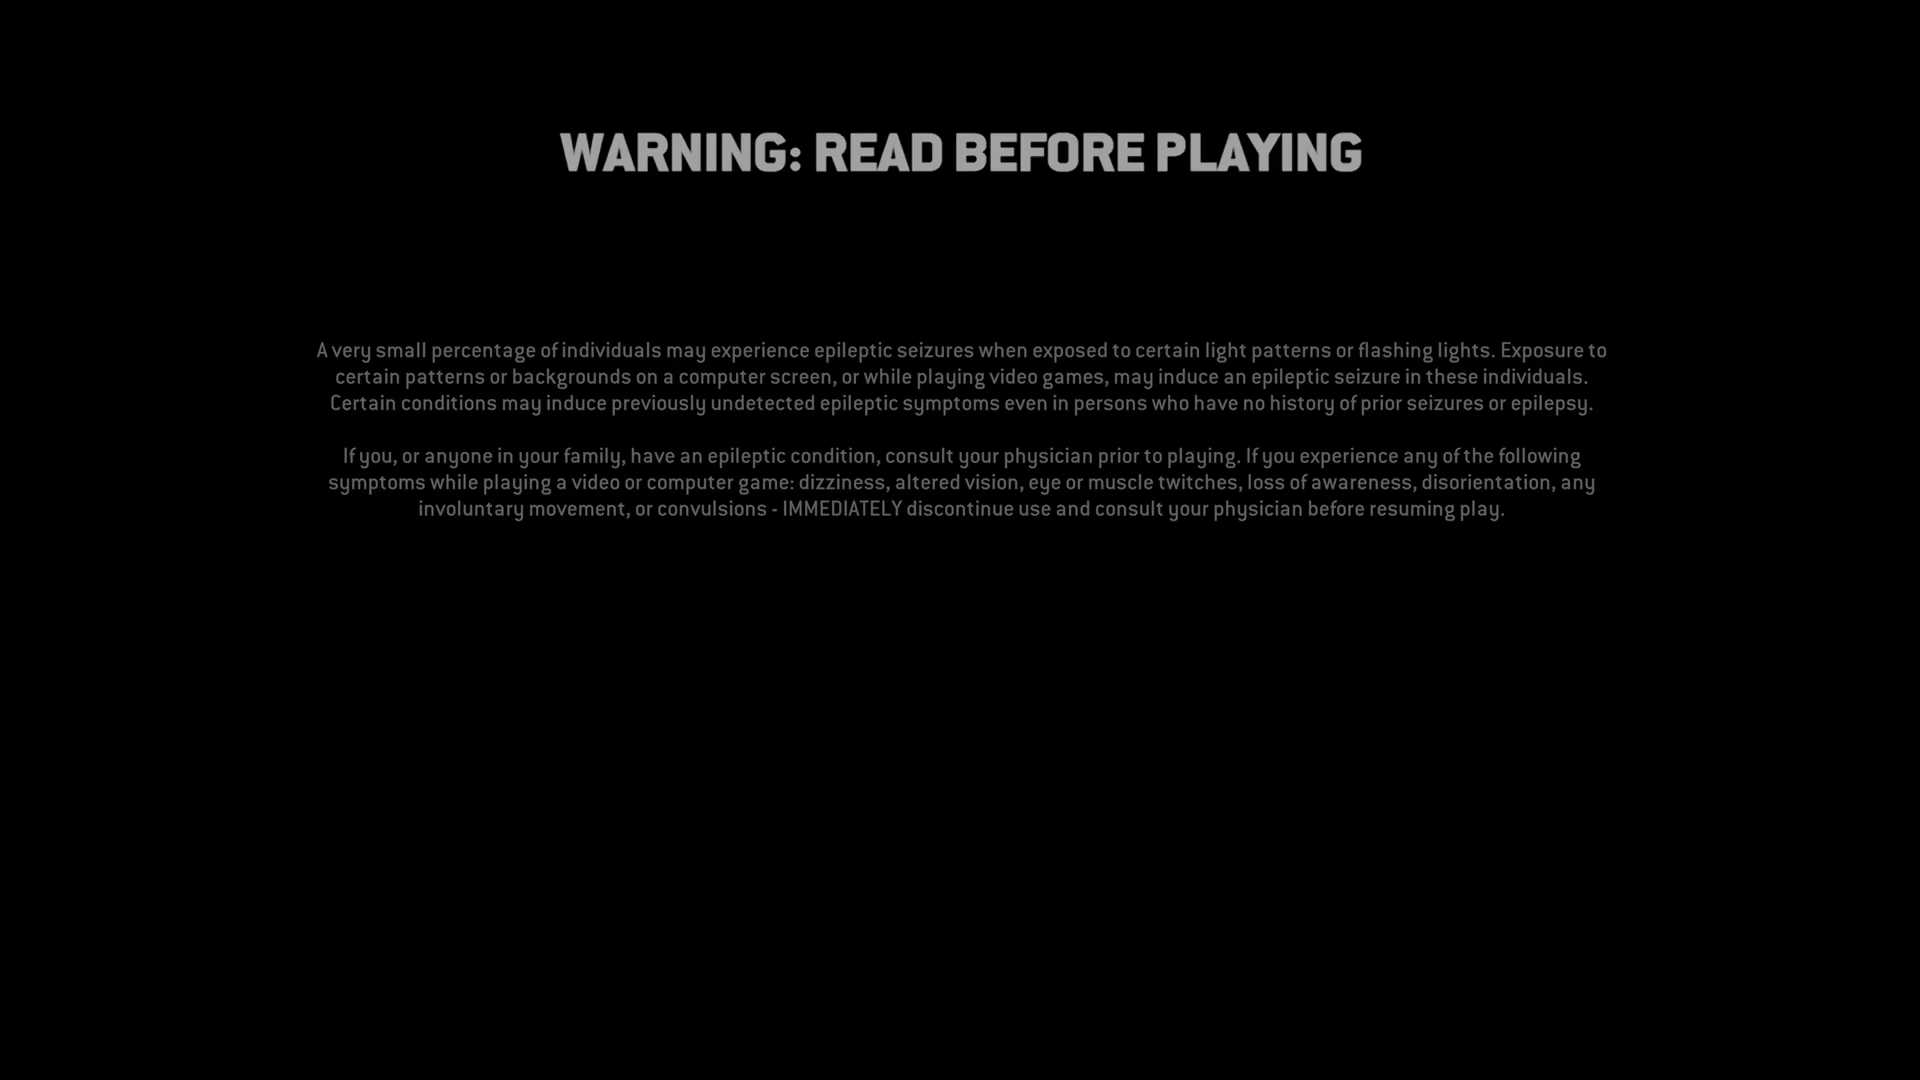 WARNING: READ BEFORE PLAYING
A very small percentage of individuals may experience epileptic seizures when exposed to certain light patterns or flashing lights. Exposure to
certain patterns or backgrounds on a computer screen, or while playing video games, may induce an epileptic seizure in these individuals.
Certain conditions may induce previously undetected epileptic symptoms even in persons who have no history of prior seizures or epilepsy.
If you, or anyone in your family, have an epileptic condition, consult your physician prior to playing. If you experience any of the following
symptoms while playing a video or computer game: dizziness, altered vision, eye or muscle twitches, loss of awareness, disorientation, any
involuntary movement, or convulsions - IMMEDIATELY discontinue use and consult your physician before resuming play.